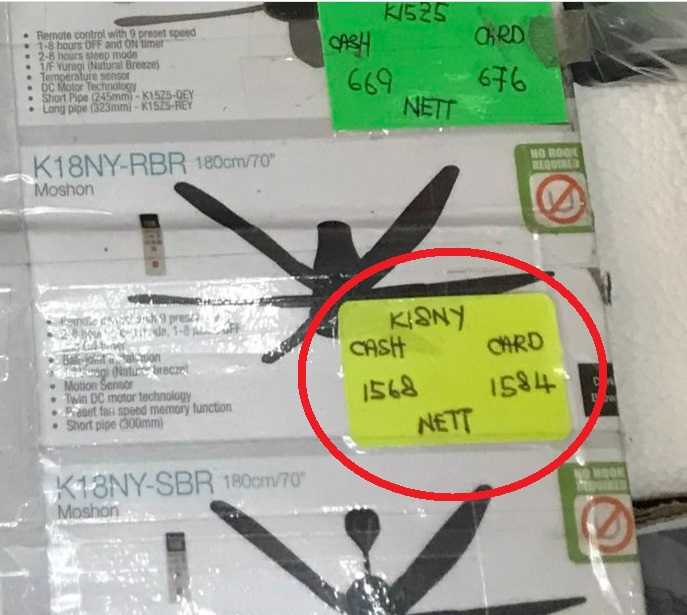 K15Z5
CASH CARD
669 676
NETT
• Remote control with 9 preset speed
• 1-8 hours OFF and ON timer
• 2-8 hours sleep mode
• 1/F Yuragi (Natural Breeze)
• Temperature sensor
• DC Motor Technology
• Short Pipe (245mm) - K15Z5-QEY
• Long pipe (323mm) - K15Z5-REY
K18NY-RBR 180cm/70"
Moshon
NO HOOK
REQUIRED
K18NY
CASH CARD
1568 1584
NETT
• Motion Sensor
• Twin DC motor technology
• Preset fan speed memory function
• Short pipe (300mm)
K18NY-SBR 180cm/70"
Moshon
NO HOOK
REQUIRED